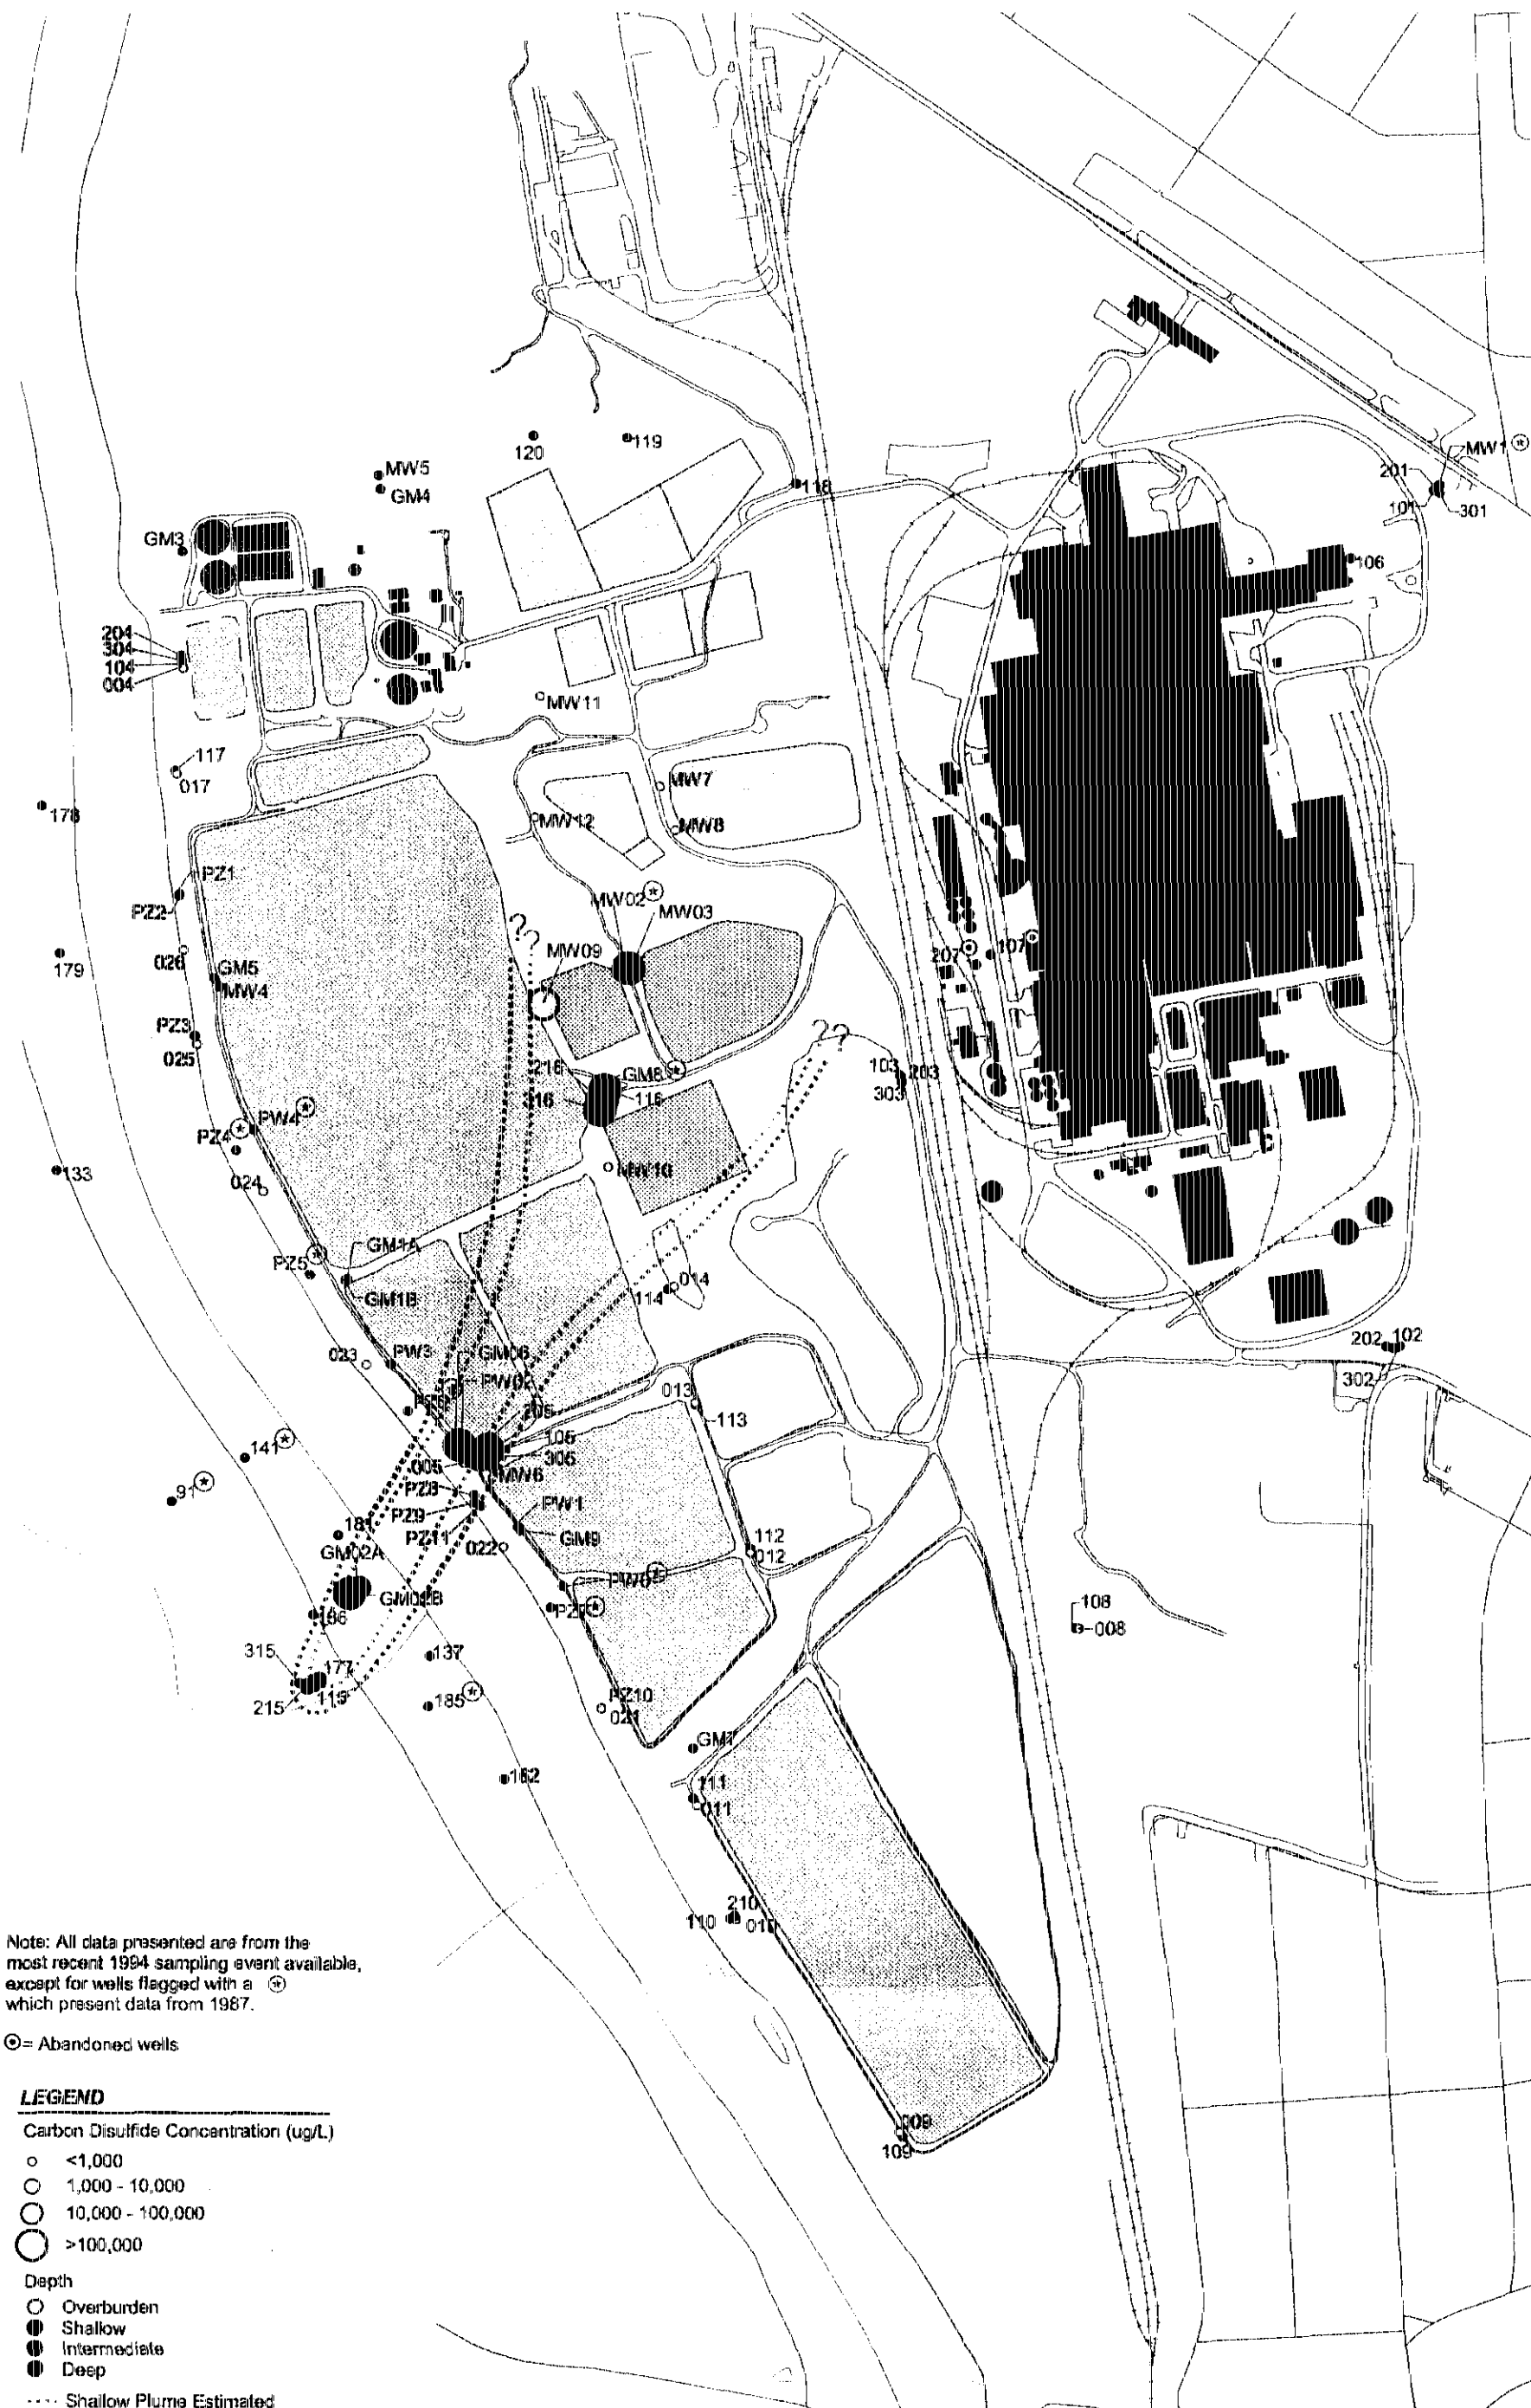 120
119
MW5
GM4
118
MW1
201
101
301
GM3
106
204
304
104
004
MW11
117
017
MW7
178
MW12
MW8
PZ1
PZ2
MW02
MW03
??
MW09
026
179
GM5
MW4
207
107
PZ3
025
??
216
GM8
316
116
103
203
303
PW4
PZ4
MW10
133
024
GM1A
PZ5
GM1B
014
114
202
102
302
023
PW3
GM06
PW02
013
113
205
105
305
005
141
MW6
PZ8
91
PZ9
PW1
PZ11
GM9
181
022
112
012
GM02A
GM02B
PZ7
186
108
008
137
315
177
115
215
185
PZ10
021
GM7
182
111
011
210
110
010
009
109
Note: All data presented are from the
most recent 1994 sampling event available,
except for wells flagged with a
which present data from 1987.
= Abandoned wells
LEGEND
Carbon Disulfide Concentration (ug/L)
<1,000
1,000 - 10,000
10,000 - 100,000
>100,000
Depth
Overburden
Shallow
Intermediate
Deep
Shallow Plume Estimated